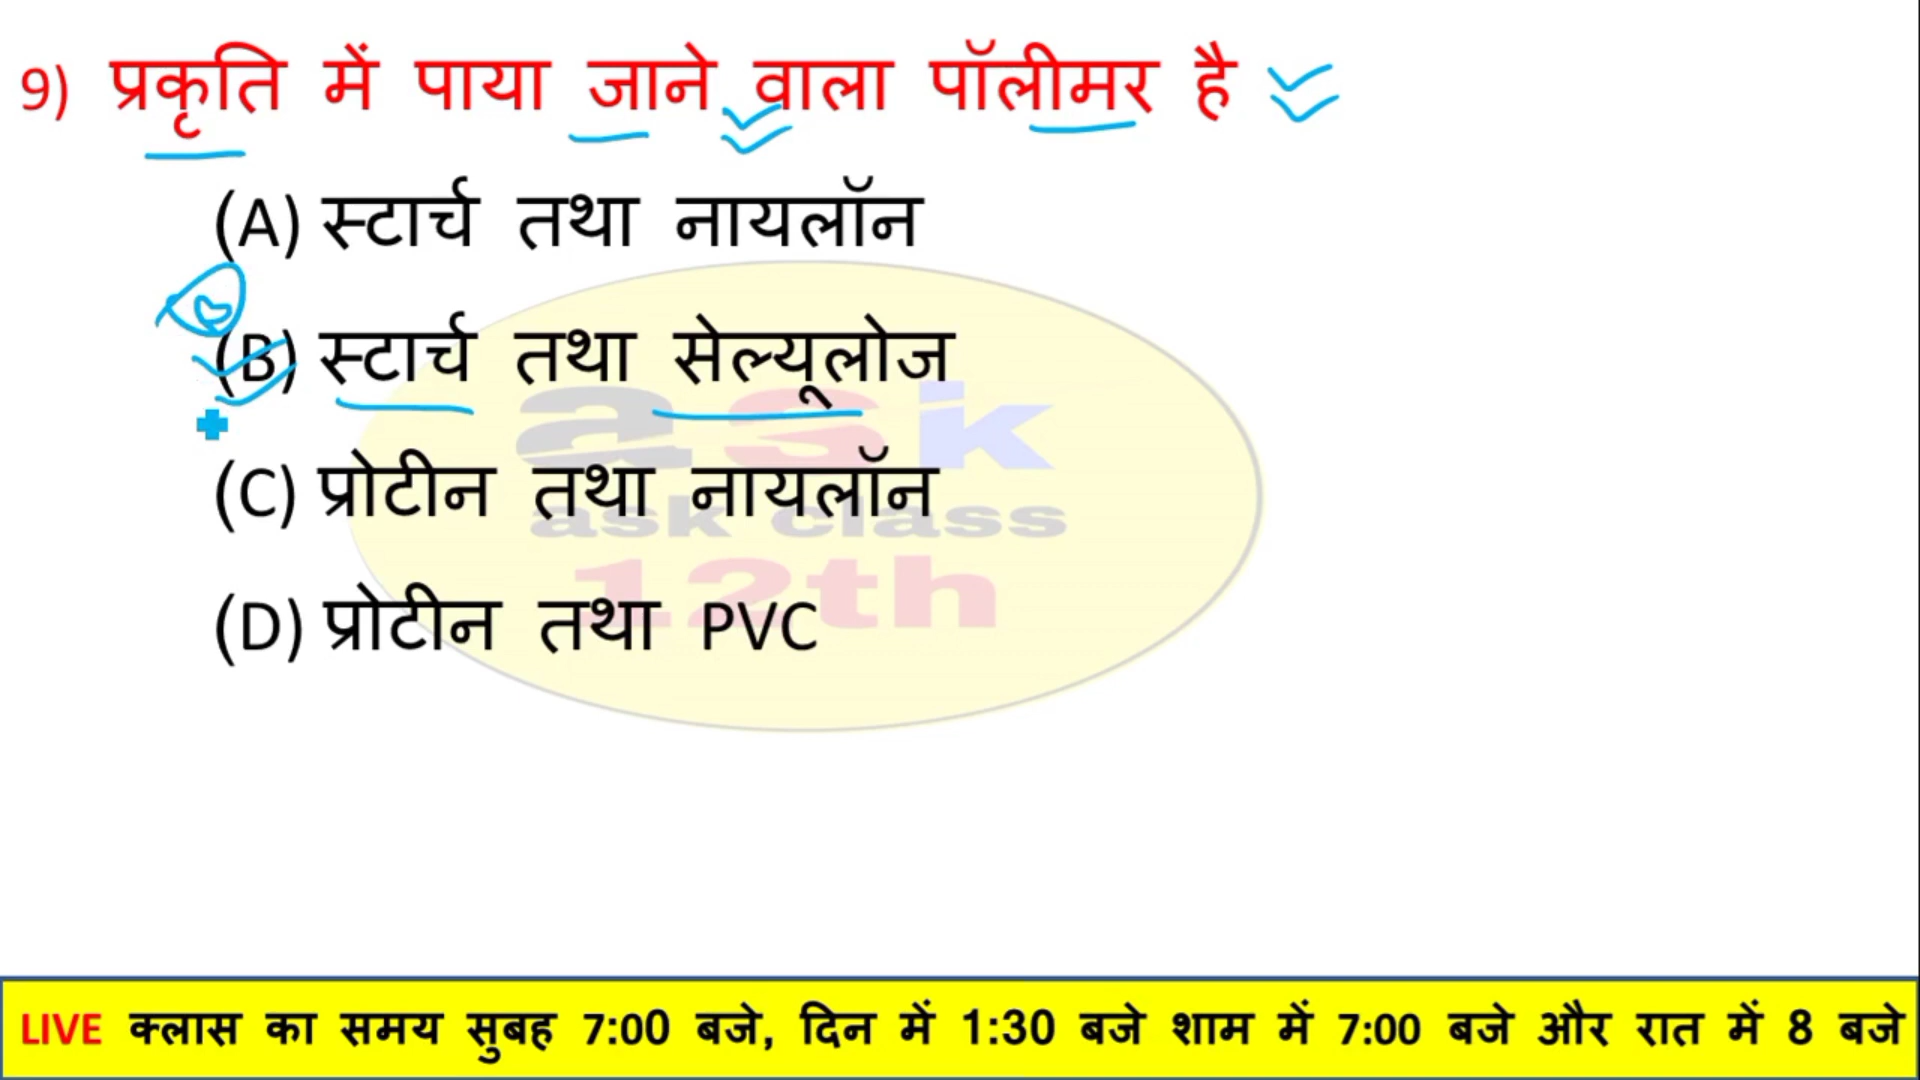 9) प्रकृति में पाया जाने वाला पॉलीमर है
(A) स्टार्च तथा नायलॉन
(B) स्टार्च तथा सेल्यूलोज
(C) प्रोटीन तथा नायलॉन
(D) प्रोटीन तथा PVC
ask
ask class
12th
LIVE क्लास का समय सुबह 7:00 बजे, दिन में 1:30 बजे शाम में 7:00 बजे और रात में 8 बजे